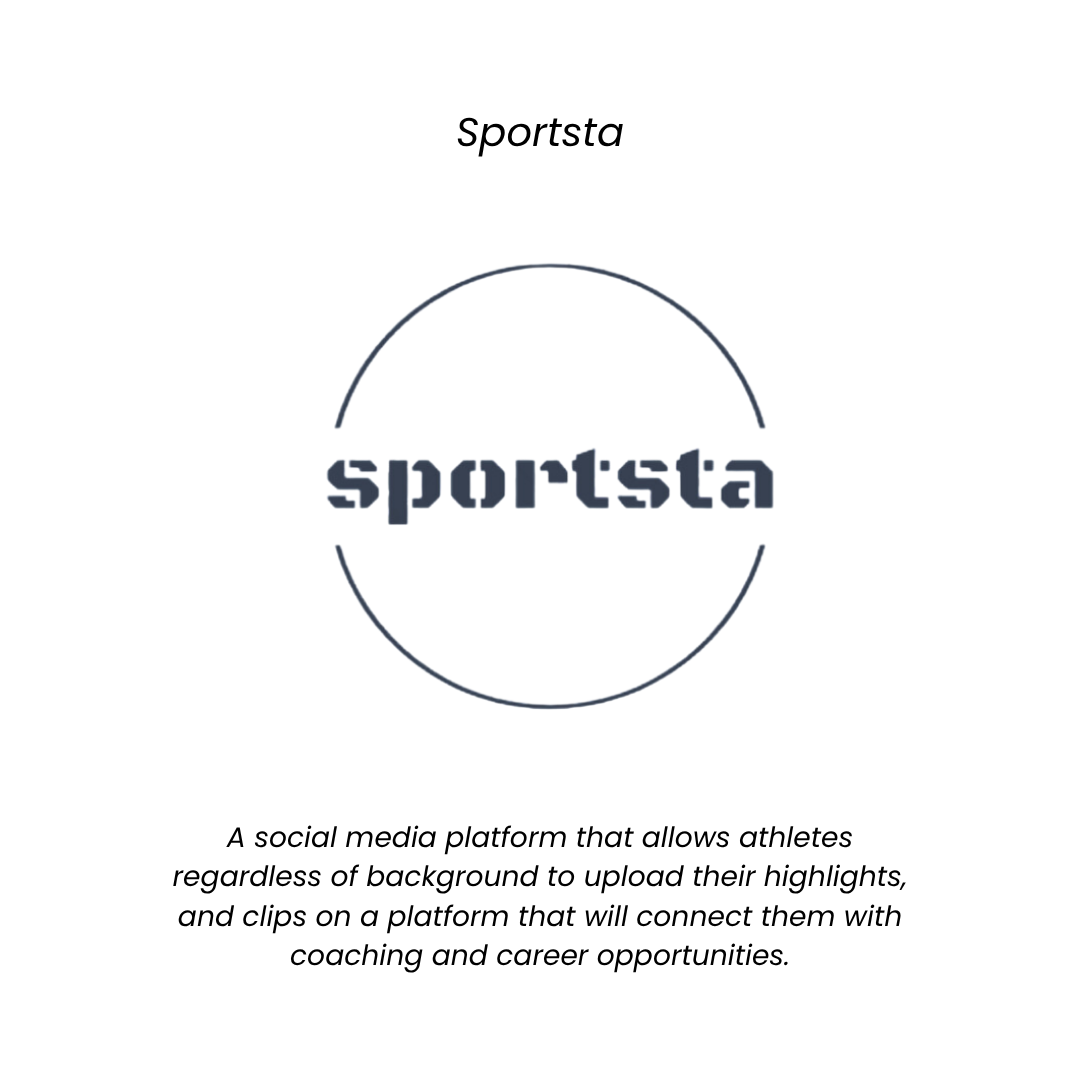 Sportsta
sportsta
A social media platform that allows athletes
regardless of background to upload their highlights,
and clips on a platform that will connect them with
coaching and career opportunities.